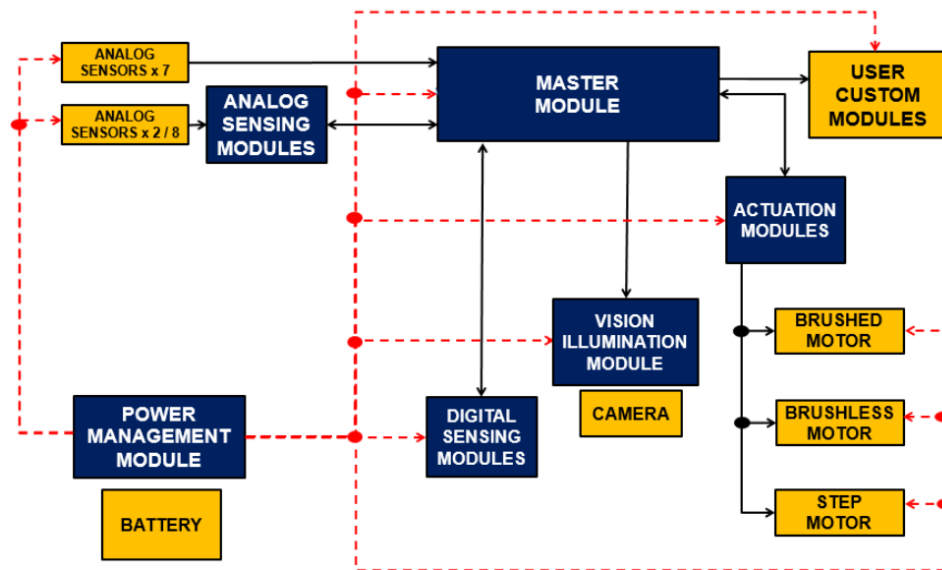 ANALOG
SENSORS x 7
ANALOG
SENSORS x 2 / 8
ANALOG
SENSING
MODULES
MASTER
MODULE
USER
CUSTOM
MODULES
ACTUATION
MODULES
VISION
ILLUMINATION
MODULE
CAMERA
BRUSHED
MOTOR
BRUSHLESS
MOTOR
STEP
MOTOR
POWER
MANAGEMENT
MODULE
DIGITAL
SENSING
MODULES
BATTERY